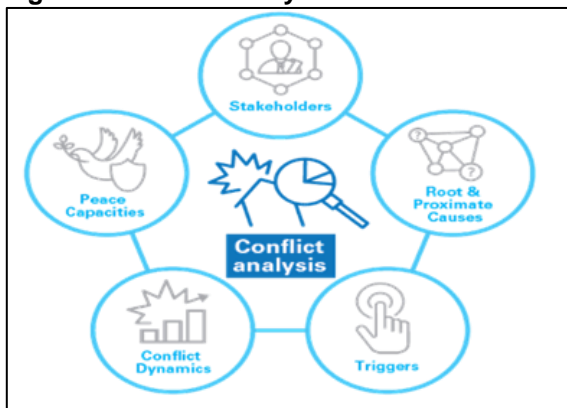 Stakeholders
Peace
Capacities
Root &
Proximate
Causes
Conflict
analysis
Conflict
Dynamics
Triggers